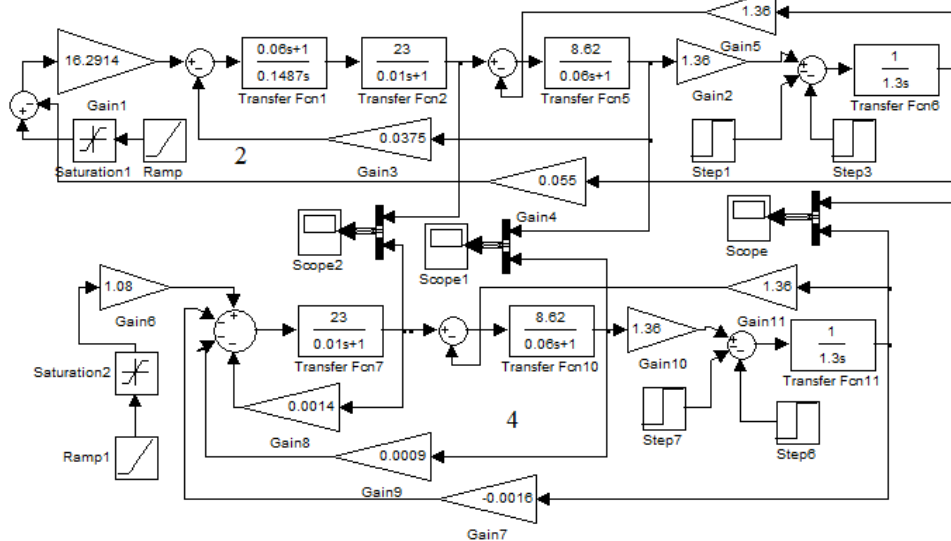 1.36
Gain5
16.2914
Gain1
0.06s+1
0.1487s
Transfer Fcn1
23
0.01s+1
Transfer Fcn2
8.62
0.06s+1
Transfer Fcn5
1.36
Gain2
1
1.3s
Transfer Fcn6
Saturation1
Ramp
2
0.0375
Gain3
Step1
Step3
0.055
Gain4
Scope2
Scope1
Scope
1.08
Gain6
23
0.01s+1
Transfer Fcn7
8.62
0.06s+1
Transfer Fcn10
1.36
Gain10
1.36
Gain11
1
1.3s
Transfer Fcn11
Saturation2
0.0014
Gain8
4
Step7
Step6
Ramp1
0.0009
Gain9
-0.0016
Gain7